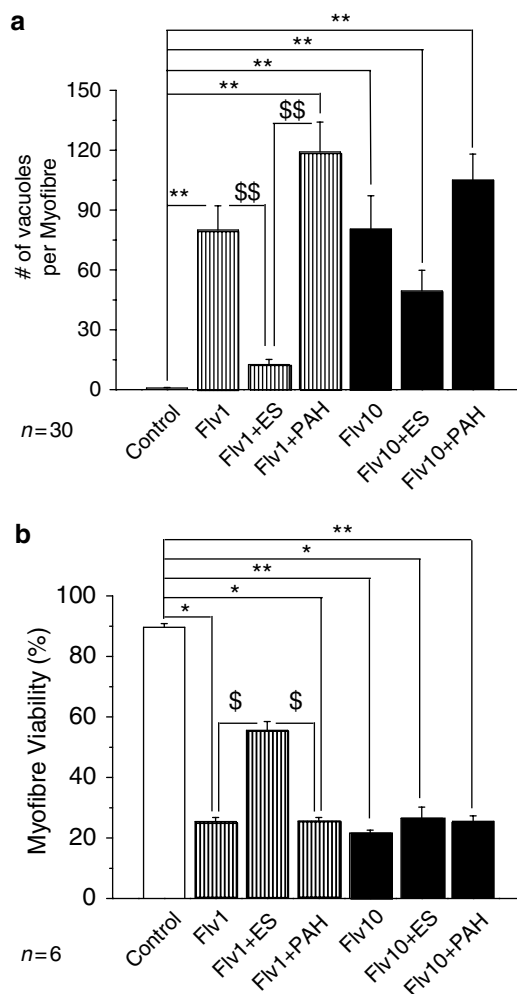 a
**
**
**
**
$$
**
$$
**
150
120
90
60
30
0
# of vacuoles
per Myofibre
n=30
Control
Flv1
Flv1+ES
Flv1+PAH
Flv10
Flv10+ES
Flv10+PAH
b
**
*
**
*
*
$
$
100
80
60
40
20
0
Myofibre Viability (%)
n=6
Control
Flv1
Flv1+ES
Flv1+PAH
Flv10
Flv10+ES
Flv10+PAH